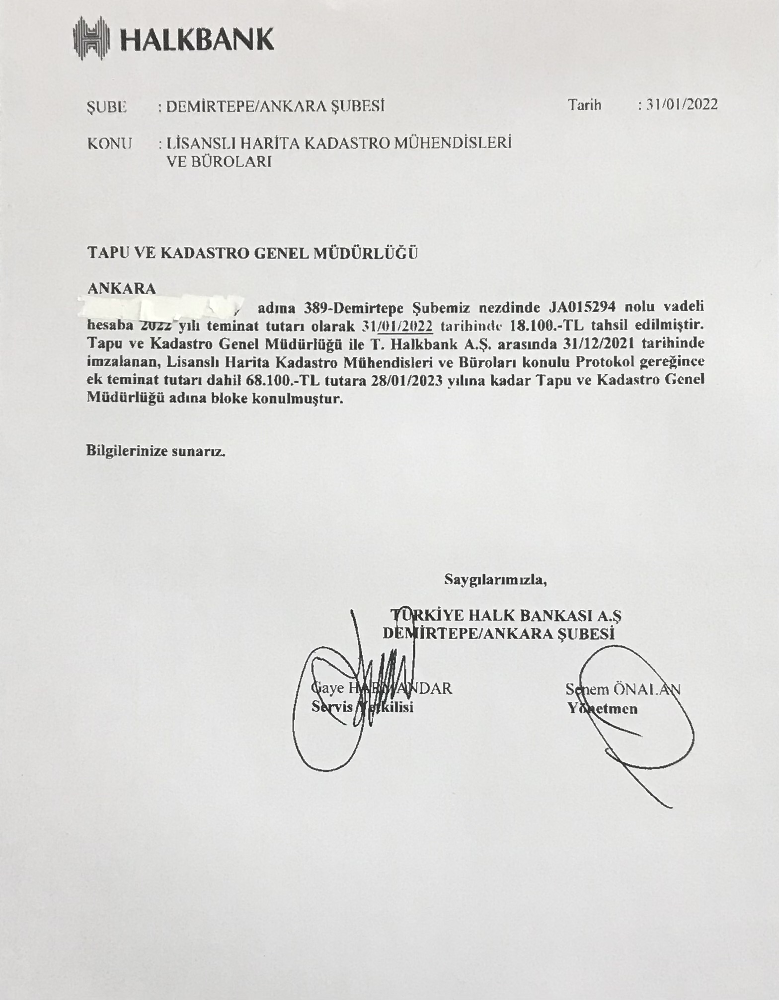 HALKBANK
ŞUBE : DEMİRTEPE/ANKARA ŞUBESİ Tarih : 31/01/2022
KONU : LİSANSLI HARİTA KADASTRO MÜHENDİSLERİ
VE BÜROLARI
TAPU VE KADASTRO GENEL MÜDÜRLÜĞÜ
ANKARA
adına 389-Demirtepe Şubemiz nezdinde JA015294 nolu vadeli
hesaba 2022 yılı teminat tutarı olarak 31/01/2022 tarihinde 18.100.-TL tahsil edilmiştir.
Tapu ve Kadastro Genel Müdürlüğü ile T. Halkbank A.Ş. arasında 31/12/2021 tarihinde
imzalanan, Lisanslı Harita Kadastro Mühendisleri ve Büroları konulu Protokol gereğince
ek teminat tutarı dahil 68.100.-TL tutara 28/01/2023 yılına kadar Tapu ve Kadastro Genel
Müdürlüğü adına bloke konulmuştur.
Bilgilerinize sunarız.
Saygılarımızla,
TÜRKİYE HALK BANKASI A.Ş
DEMİRTEPE/ANKARA ŞUBESİ
Gaye HARMANDAR Senem ÖNALAN
Servis Yetkilisi Yönetmen